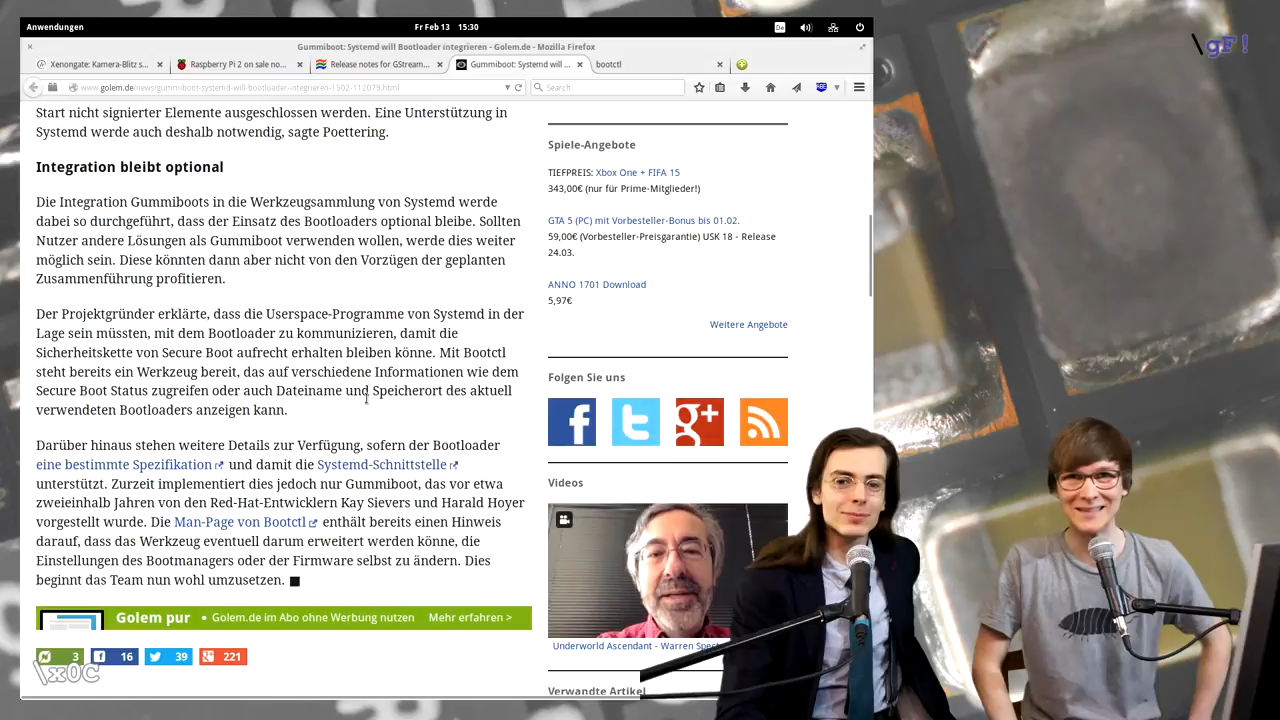 Anwendungen
Fr Feb 13 15:30
De
Gummiboot: Systemd will Bootloader integrieren - Golem.de - Mozilla Firefox
Xenongate: Kamera-Blitz s...
Raspberry Pi 2 on sale no...
Release notes for GStream...
Gummiboot: Systemd will ...
bootctl
www.golem.de/news/gummiboot-systemd-will-bootloader-integrieren-1502-112079.html
Search
\gF!
Start nicht signierter Elemente ausgeschlossen werden. Eine Unterstützung in
Systemd werde auch deshalb notwendig, sagte Poettering.
Integration bleibt optional
Die Integration Gummiboots in die Werkzeugsammlung von Systemd werde
dabei so durchgeführt, dass der Einsatz des Bootloaders optional bleibe. Sollten
Nutzer andere Lösungen als Gummiboot verwenden wollen, werde dies weiter
möglich sein. Diese könnten dann aber nicht von den Vorzügen der geplanten
Zusammenführung profitieren.
Der Projektgründer erklärte, dass die Userspace-Programme von Systemd in der
Lage sein müssten, mit dem Bootloader zu kommunizieren, damit die
Sicherheitskette von Secure Boot aufrecht erhalten bleiben könne. Mit Bootctl
steht bereits ein Werkzeug bereit, das auf verschiedene Informationen wie dem
Secure Boot Status zugreifen oder auch Dateiname und Speicherort des aktuell
verwendeten Bootloaders anzeigen kann.
Darüber hinaus stehen weitere Details zur Verfügung, sofern der Bootloader
eine bestimmte Spezifikation und damit die Systemd-Schnittstelle
unterstützt. Zurzeit implementiert dies jedoch nur Gummiboot, das vor etwa
zweieinhalb Jahren von den Red-Hat-Entwicklern Kay Sievers und Harald Hoyer
vorgestellt wurde. Die Man-Page von Bootctl enthält bereits einen Hinweis
darauf, dass das Werkzeug eventuell darum erweitert werden könne, die
Einstellungen des Bootmanagers oder der Firmware selbst zu ändern. Dies
beginnt das Team nun wohl umzusetzen.
Golem pur • Golem.de im Abo ohne Werbung nutzen Mehr erfahren >
3 16 39 221
\x0C
Spiele-Angebote
TIEFPREIS: Xbox One + FIFA 15
343,00€ (nur für Prime-Mitglieder!)
GTA 5 (PC) mit Vorbesteller-Bonus bis 01.02.
59,00€ (Vorbesteller-Preisgarantie) USK 18 - Release
24.03.
ANNO 1701 Download
5,97€
Weitere Angebote
Folgen Sie uns
f t g+
Videos
Underworld Ascendant - Warren
Verwandte Artikel